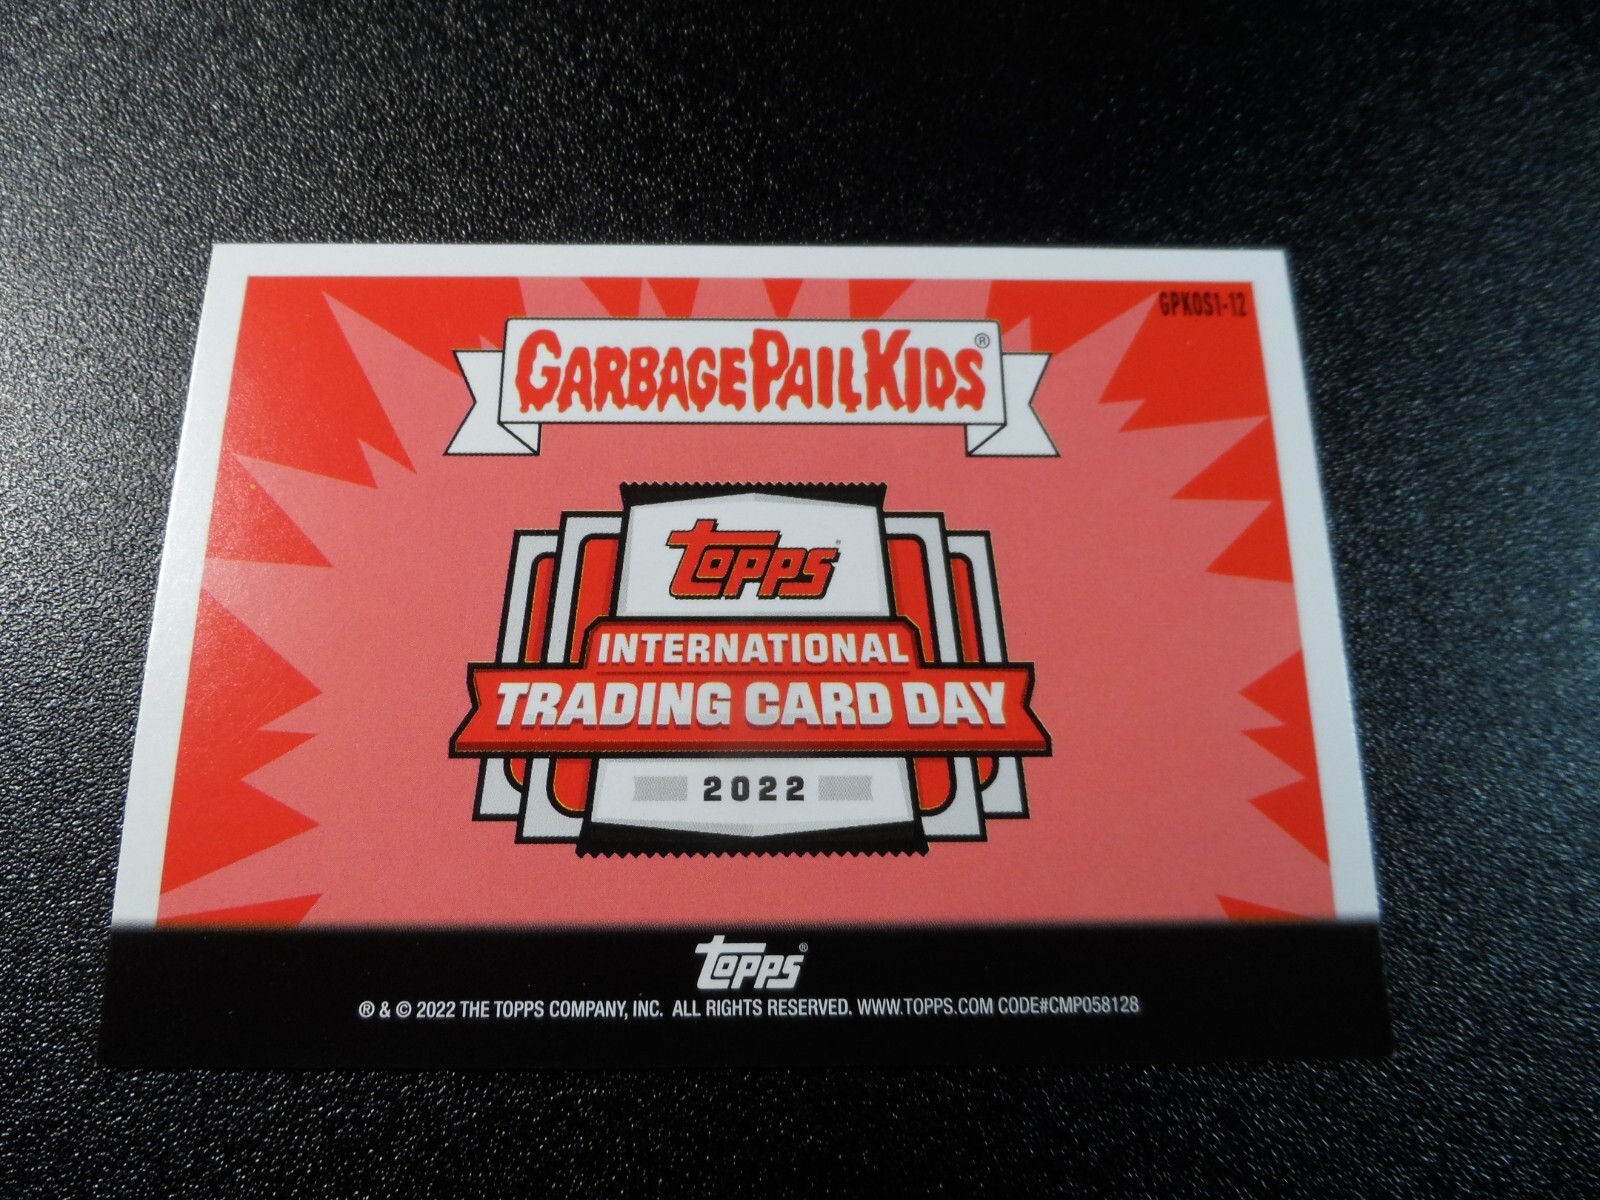 GPKOS1-12
GARBAGE PAIL KIDS®
topps
INTERNATIONAL
TRADING CARD DAY
2022
topps®
® & © 2022 THE TOPPS COMPANY, INC. ALL RIGHTS RESERVED. WWW.TOPPS.COM CODE#CMP058128